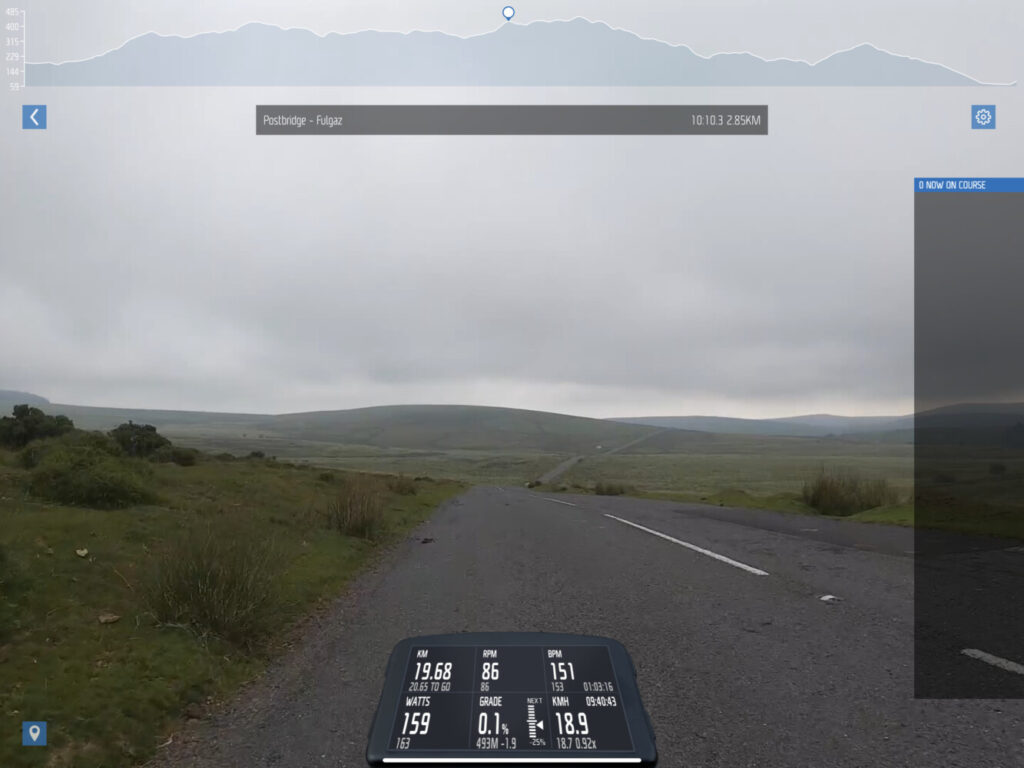 485
400
315
229
144
59
Postbridge - Fulgaz 10:10.3 2.85KM
0 NOW ON COURSE
KM RPM BPM
19.68 86 151
20.65 TO GO 86 153 01:03:16
WATTS GRADE NEXT KMH 09:40:43
159 0.1% 18.9
163 493M -1.9 -25% 18.7 0.92x